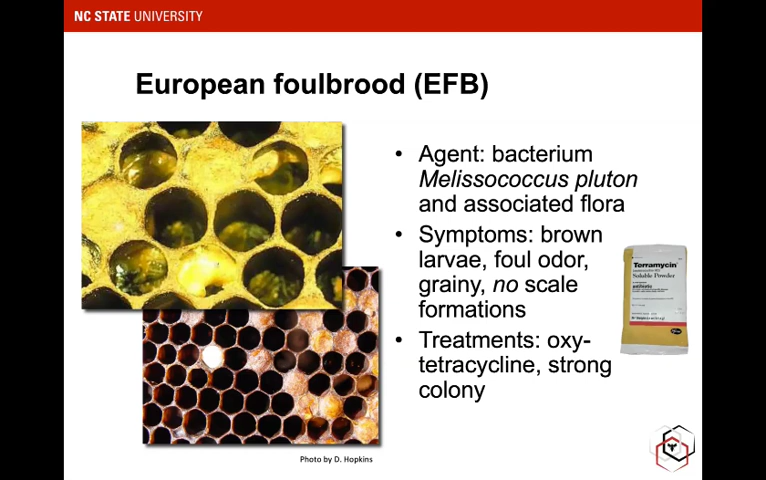 NC STATE UNIVERSITY
European foulbrood (EFB)
• Agent: bacterium
Melissococcus pluton
and associated flora
• Symptoms: brown
larvae, foul odor,
grainy, no scale
formations
• Treatments: oxy-
tetracycline, strong
colony
Terramycin
Soluble Powder
antibiotic
Photo by D. Hopkins